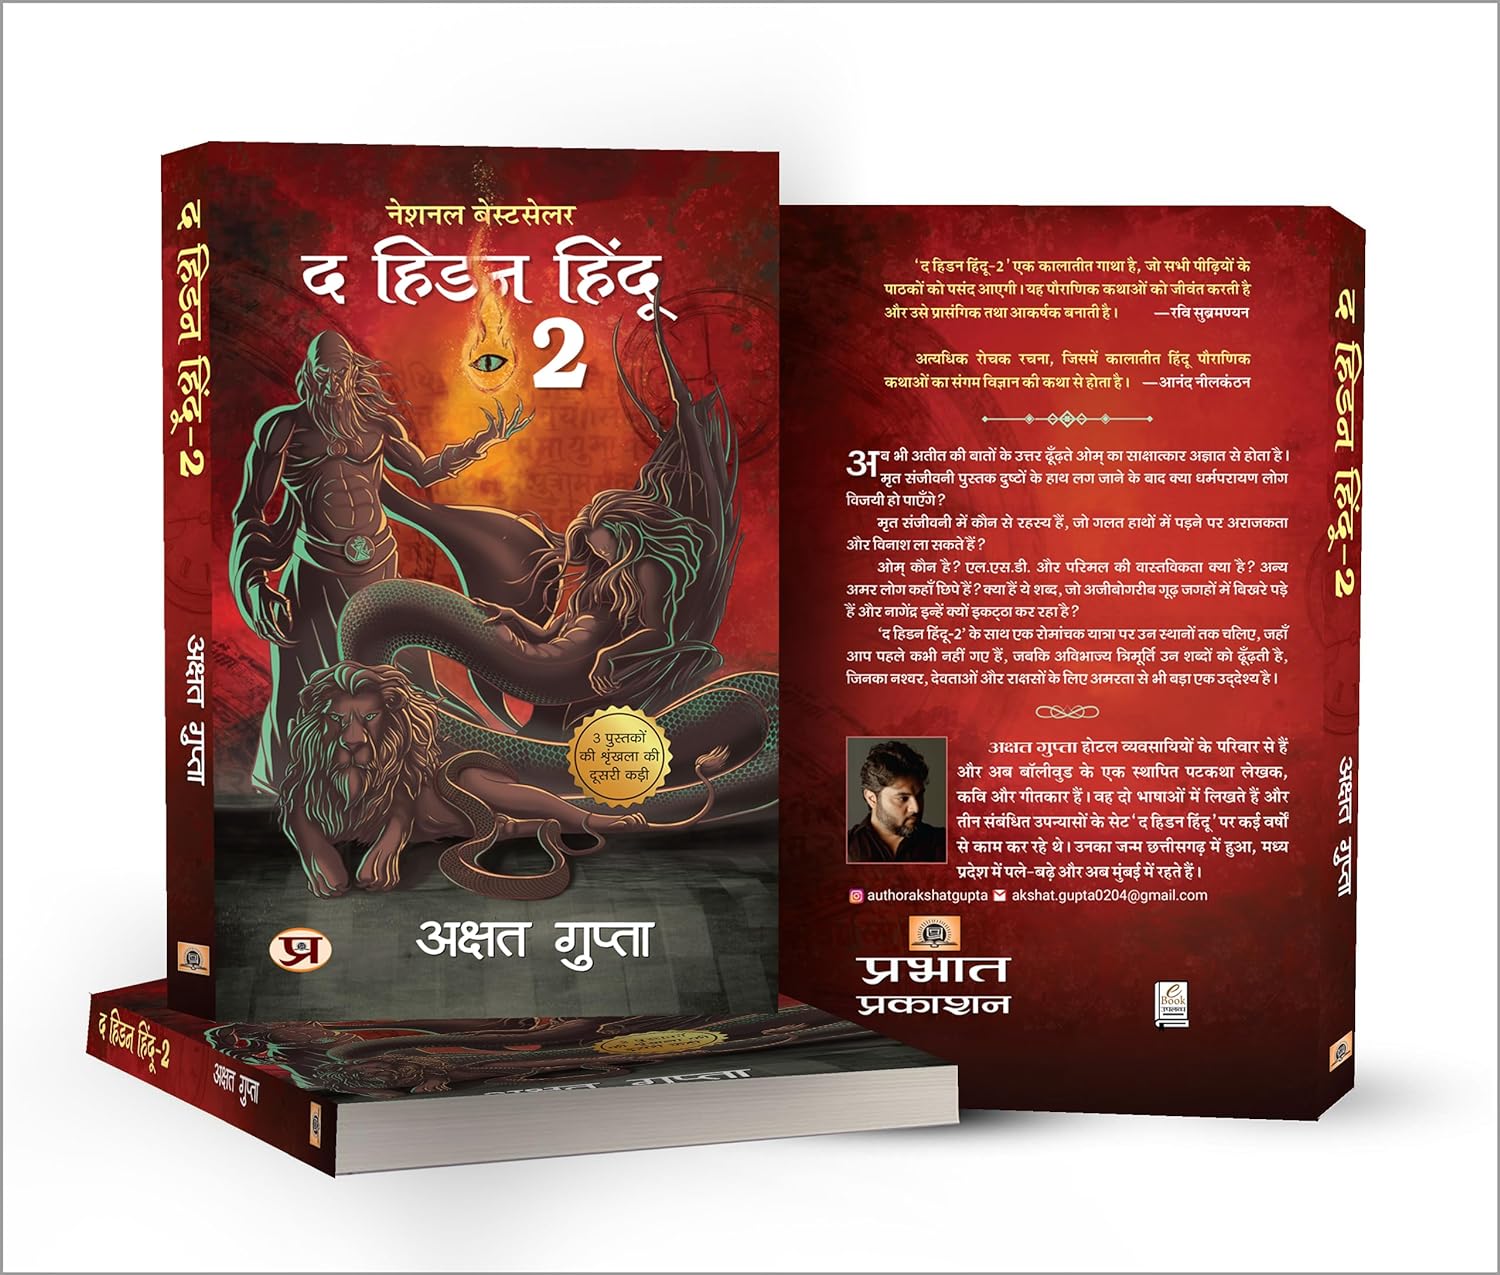 द हिडन हिंदू-2
अक्षत गुप्ता
नेशनल बेस्टसेलर
द हिडन हिंदू
2
3 पुस्तकों
की शृंखला की
दूसरी कड़ी
प्र
अक्षत गुप्ता
'द हिडन हिंदू-2' एक कालातीत गाथा है, जो सभी पीढ़ियों के
पाठकों को पसंद आएगी। यह पौराणिक कथाओं को जीवंत करती है
और उसे प्रासंगिक तथा आकर्षक बनाती है। —रवि सुब्रमण्यन
अत्यधिक रोचक रचना, जिसमें कालातीत हिंदू पौराणिक
कथाओं का संगम विज्ञान की कथा से होता है। —आनंद नीलकंठन
अब भी अतीत की बातों के उत्तर ढूँढ़ते ओम् का साक्षात्कार अज्ञात से होता है।
मृत संजीवनी पुस्तक दुष्टों के हाथ लग जाने के बाद क्या धर्मपरायण लोग
विजयी हो पाएँगे?
मृत संजीवनी में कौन से रहस्य हैं, जो गलत हाथों में पड़ने पर अराजकता
और विनाश ला सकते हैं?
ओम् कौन है? एल.एस.डी. और परिमल की वास्तविकता क्या है? अन्य
अमर लोग कहाँ छिपे हैं? क्या हैं ये शब्द, जो अजीबोगरीब गूढ़ जगहों में बिखरे पड़े
हैं और नागेंद्र इन्हें क्यों इकट्ठा कर रहा है?
'द हिडन हिंदू-2' के साथ एक रोमांचक यात्रा पर उन स्थानों तक चलिए, जहाँ
आप पहले कभी नहीं गए हैं, जबकि अविभाज्य त्रिमूर्ति उन शब्दों को ढूँढ़ती है,
जिनका नश्वर, देवताओं और राक्षसों के लिए अमरता से भी बड़ा एक उद्देश्य है।
अक्षत गुप्ता होटल व्यवसायियों के परिवार से हैं
और अब बॉलीवुड के एक स्थापित पटकथा लेखक,
कवि और गीतकार हैं। वह दो भाषाओं में लिखते हैं और
तीन संबंधित उपन्यासों के सेट 'द हिडन हिंदू' पर कई वर्षों
से काम कर रहे थे। उनका जन्म छत्तीसगढ़ में हुआ, मध्य
प्रदेश में पले-बढ़े और अब मुंबई में रहते हैं।
authorakshatgupta akshat.gupta0204@gmail.com
प्रभात
प्रकाशन
e
Book
उपलब्ध
द हिडन हिंदू-2
अक्षत गुप्ता
द हिडन हिंदू-2
अक्षत गुप्ता
अक्षत गुप्ता